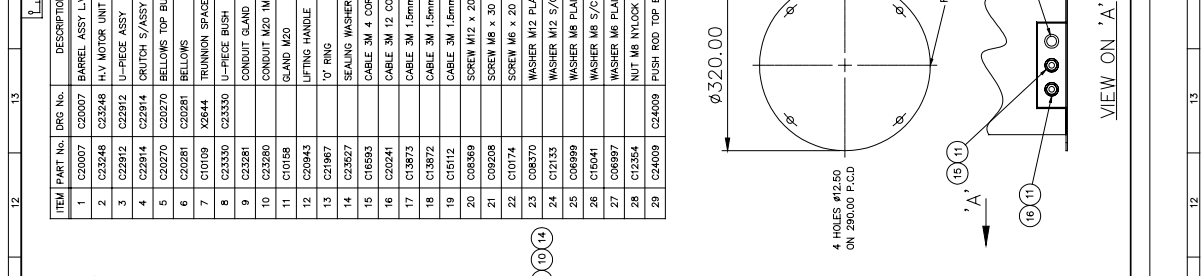 12
13
ITEM PART No. DRG No. DESCRIPTIO
1 C20007 C20007 BARREL ASSY L
2 C23248 C23248 H.V MOTOR UNIT
3 C22912 C22912 U-PIECE ASSY
4 C22914 C22914 CRUTCH S/ASSY
5 C20270 C20270 BELLOWS TOP BU
6 C20281 C20281 BELLOWS
7 C10109 X2644 TRUNNION SPACE
8 C23330 C23330 U-PIECE BUSH
9 C23281 CONDUIT GLAND
10 C23280 CONDUIT M20 1M
11 C10158 GLAND M20
12 C20943 LIFTING HANDLE
13 C21967 'O' RING
14 C23527 SEALING WASHER
15 C16593 CABLE 3M 4 COR
16 C20241 CABLE 3M 12 CO
17 C13873 CABLE 3M 1.5mm
18 C13872 CABLE 3M 1.5mm
19 C15112 CABLE 3M 1.5mm
20 C08369 SCREW M12 x 20
21 C09208 SCREW M8 x 30
22 C10174 SCREW M6 x 20
23 C08370 WASHER M12 PLA
24 C12133 WASHER M12 S/C
25 C06999 WASHER M8 PLAI
26 C15041 WASHER M8 S/C
27 C06997 WASHER M6 PLAI
28 C12354 NUT M8 NYLOCK
29 C24009 C24009 PUSH ROD TOP B
10 14
Ø320.00
4 HOLES Ø12.50
ON 290.00 P.C.D
'A'
15 11
16 11
VIEW ON 'A'
12
13